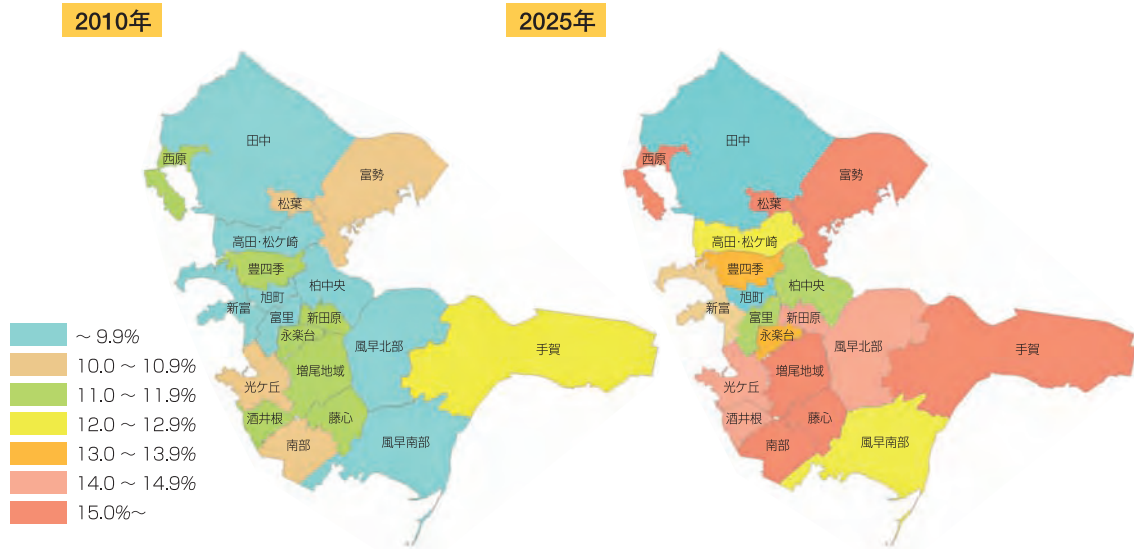 2010年
2025年
田中
西原
富勢
松葉
高田・松ケ崎
豊四季
柏中央
旭町
新富
富里
新田原
永楽台
風早北部
手賀
増尾地域
光ケ丘
酒井根
藤心
南部
風早南部
田中
西原
富勢
松葉
高田・松ケ崎
豊四季
柏中央
旭町
新富
富里
新田原
永楽台
風早北部
手賀
増尾地域
光ケ丘
酒井根
藤心
南部
風早南部
～ 9.9%
10.0 ～ 10.9%
11.0 ～ 11.9%
12.0 ～ 12.9%
13.0 ～ 13.9%
14.0 ～ 14.9%
15.0%～